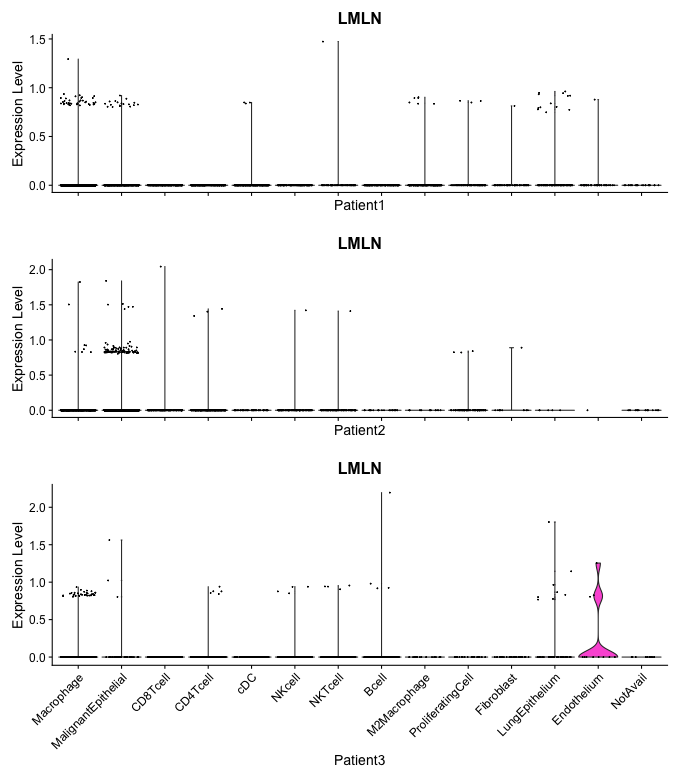 LMLN
Expression Level
1.5
1.0
0.5
0.0
Patient1
LMLN
Expression Level
2.0
1.5
1.0
0.5
0.0
Patient2
LMLN
Expression Level
2.0
1.5
1.0
0.5
0.0
Macrophage
MalignantEpithelial
CD8Tcell
CD4Tcell
cDC
NKcell
NKTcell
Bcell
M2Macrophage
ProliferatingCell
Fibroblast
LungEpithelium
Endothelium
NotAvail
Patient3